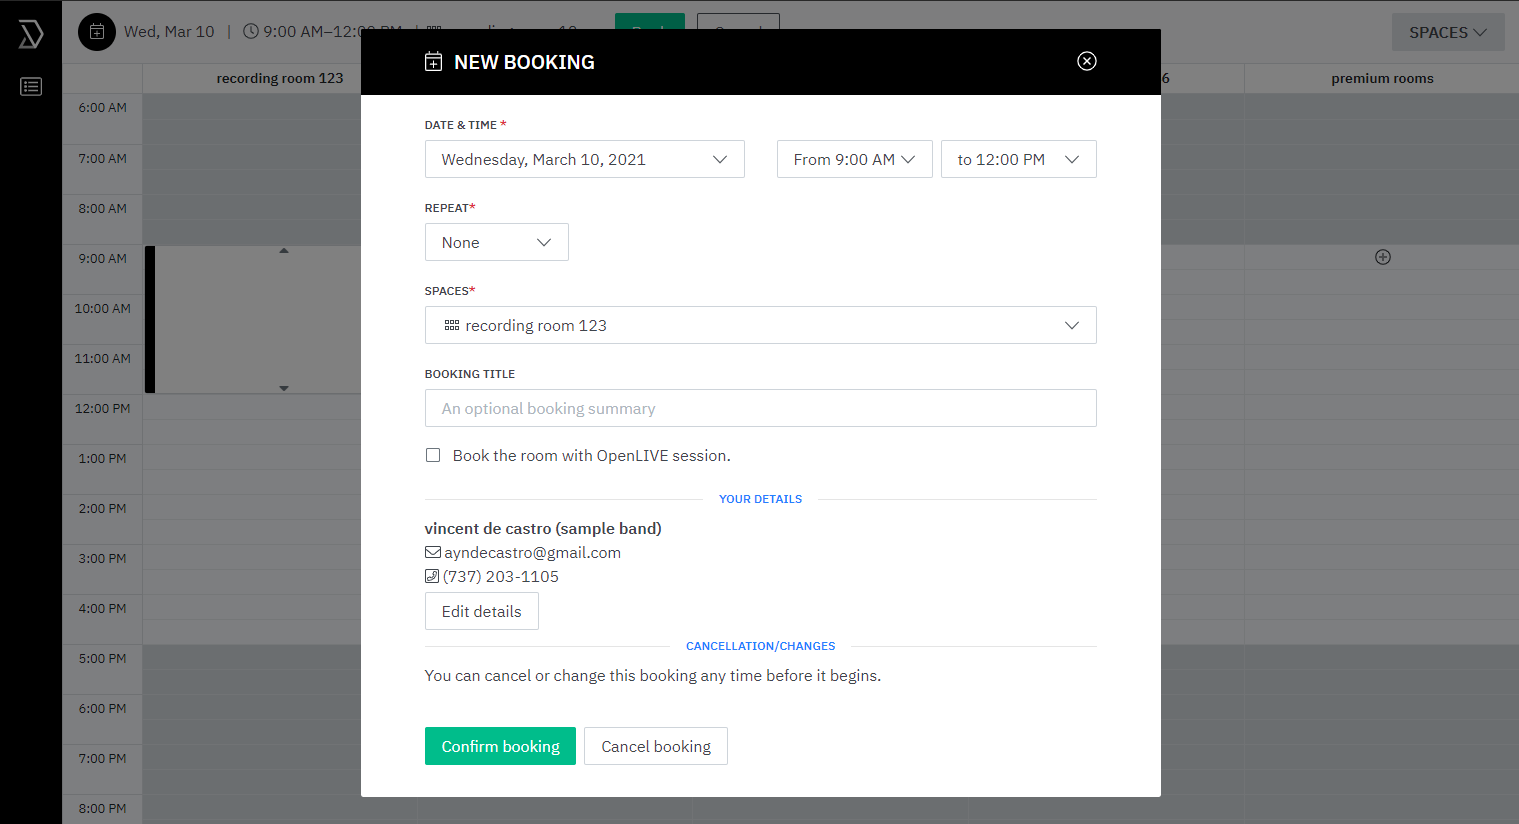 Wed, Mar 10 | 9:00 AM–12:00 PM
SPACES
NEW BOOKING
recording room 123
6
premium rooms
6:00 AM
7:00 AM
8:00 AM
9:00 AM
10:00 AM
11:00 AM
12:00 PM
1:00 PM
2:00 PM
3:00 PM
4:00 PM
5:00 PM
6:00 PM
7:00 PM
8:00 PM
DATE & TIME *
Wednesday, March 10, 2021
From 9:00 AM
to 12:00 PM
REPEAT*
None
SPACES*
recording room 123
BOOKING TITLE
An optional booking summary
Book the room with OpenLIVE session.
YOUR DETAILS
vincent de castro (sample band)
ayndecastro@gmail.com
(737) 203-1105
Edit details
CANCELLATION/CHANGES
You can cancel or change this booking any time before it begins.
Confirm booking
Cancel booking